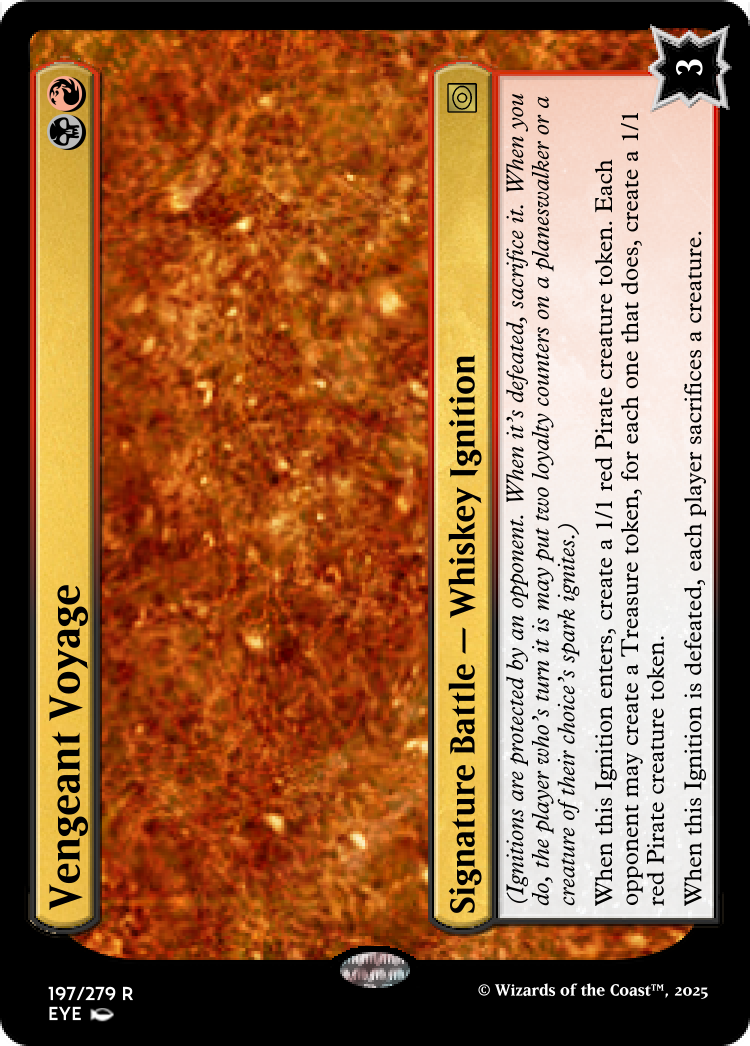 Vengeant Voyage
Signature Battle — Whiskey Ignition
(Ignitions are protected by an opponent. When it's defeated, sacrifice it. When you
do, the player who's turn it is may put two loyalty counters on a planeswalker or a
creature of their choice's spark ignites.)
When this Ignition enters, create a 1/1 red Pirate creature token. Each
opponent may create a Treasure token, for each one that does, create a 1/1
red Pirate creature token.
When this Ignition is defeated, each player sacrifices a creature.
3
197/279 R
EYE
© Wizards of the Coast™, 2025